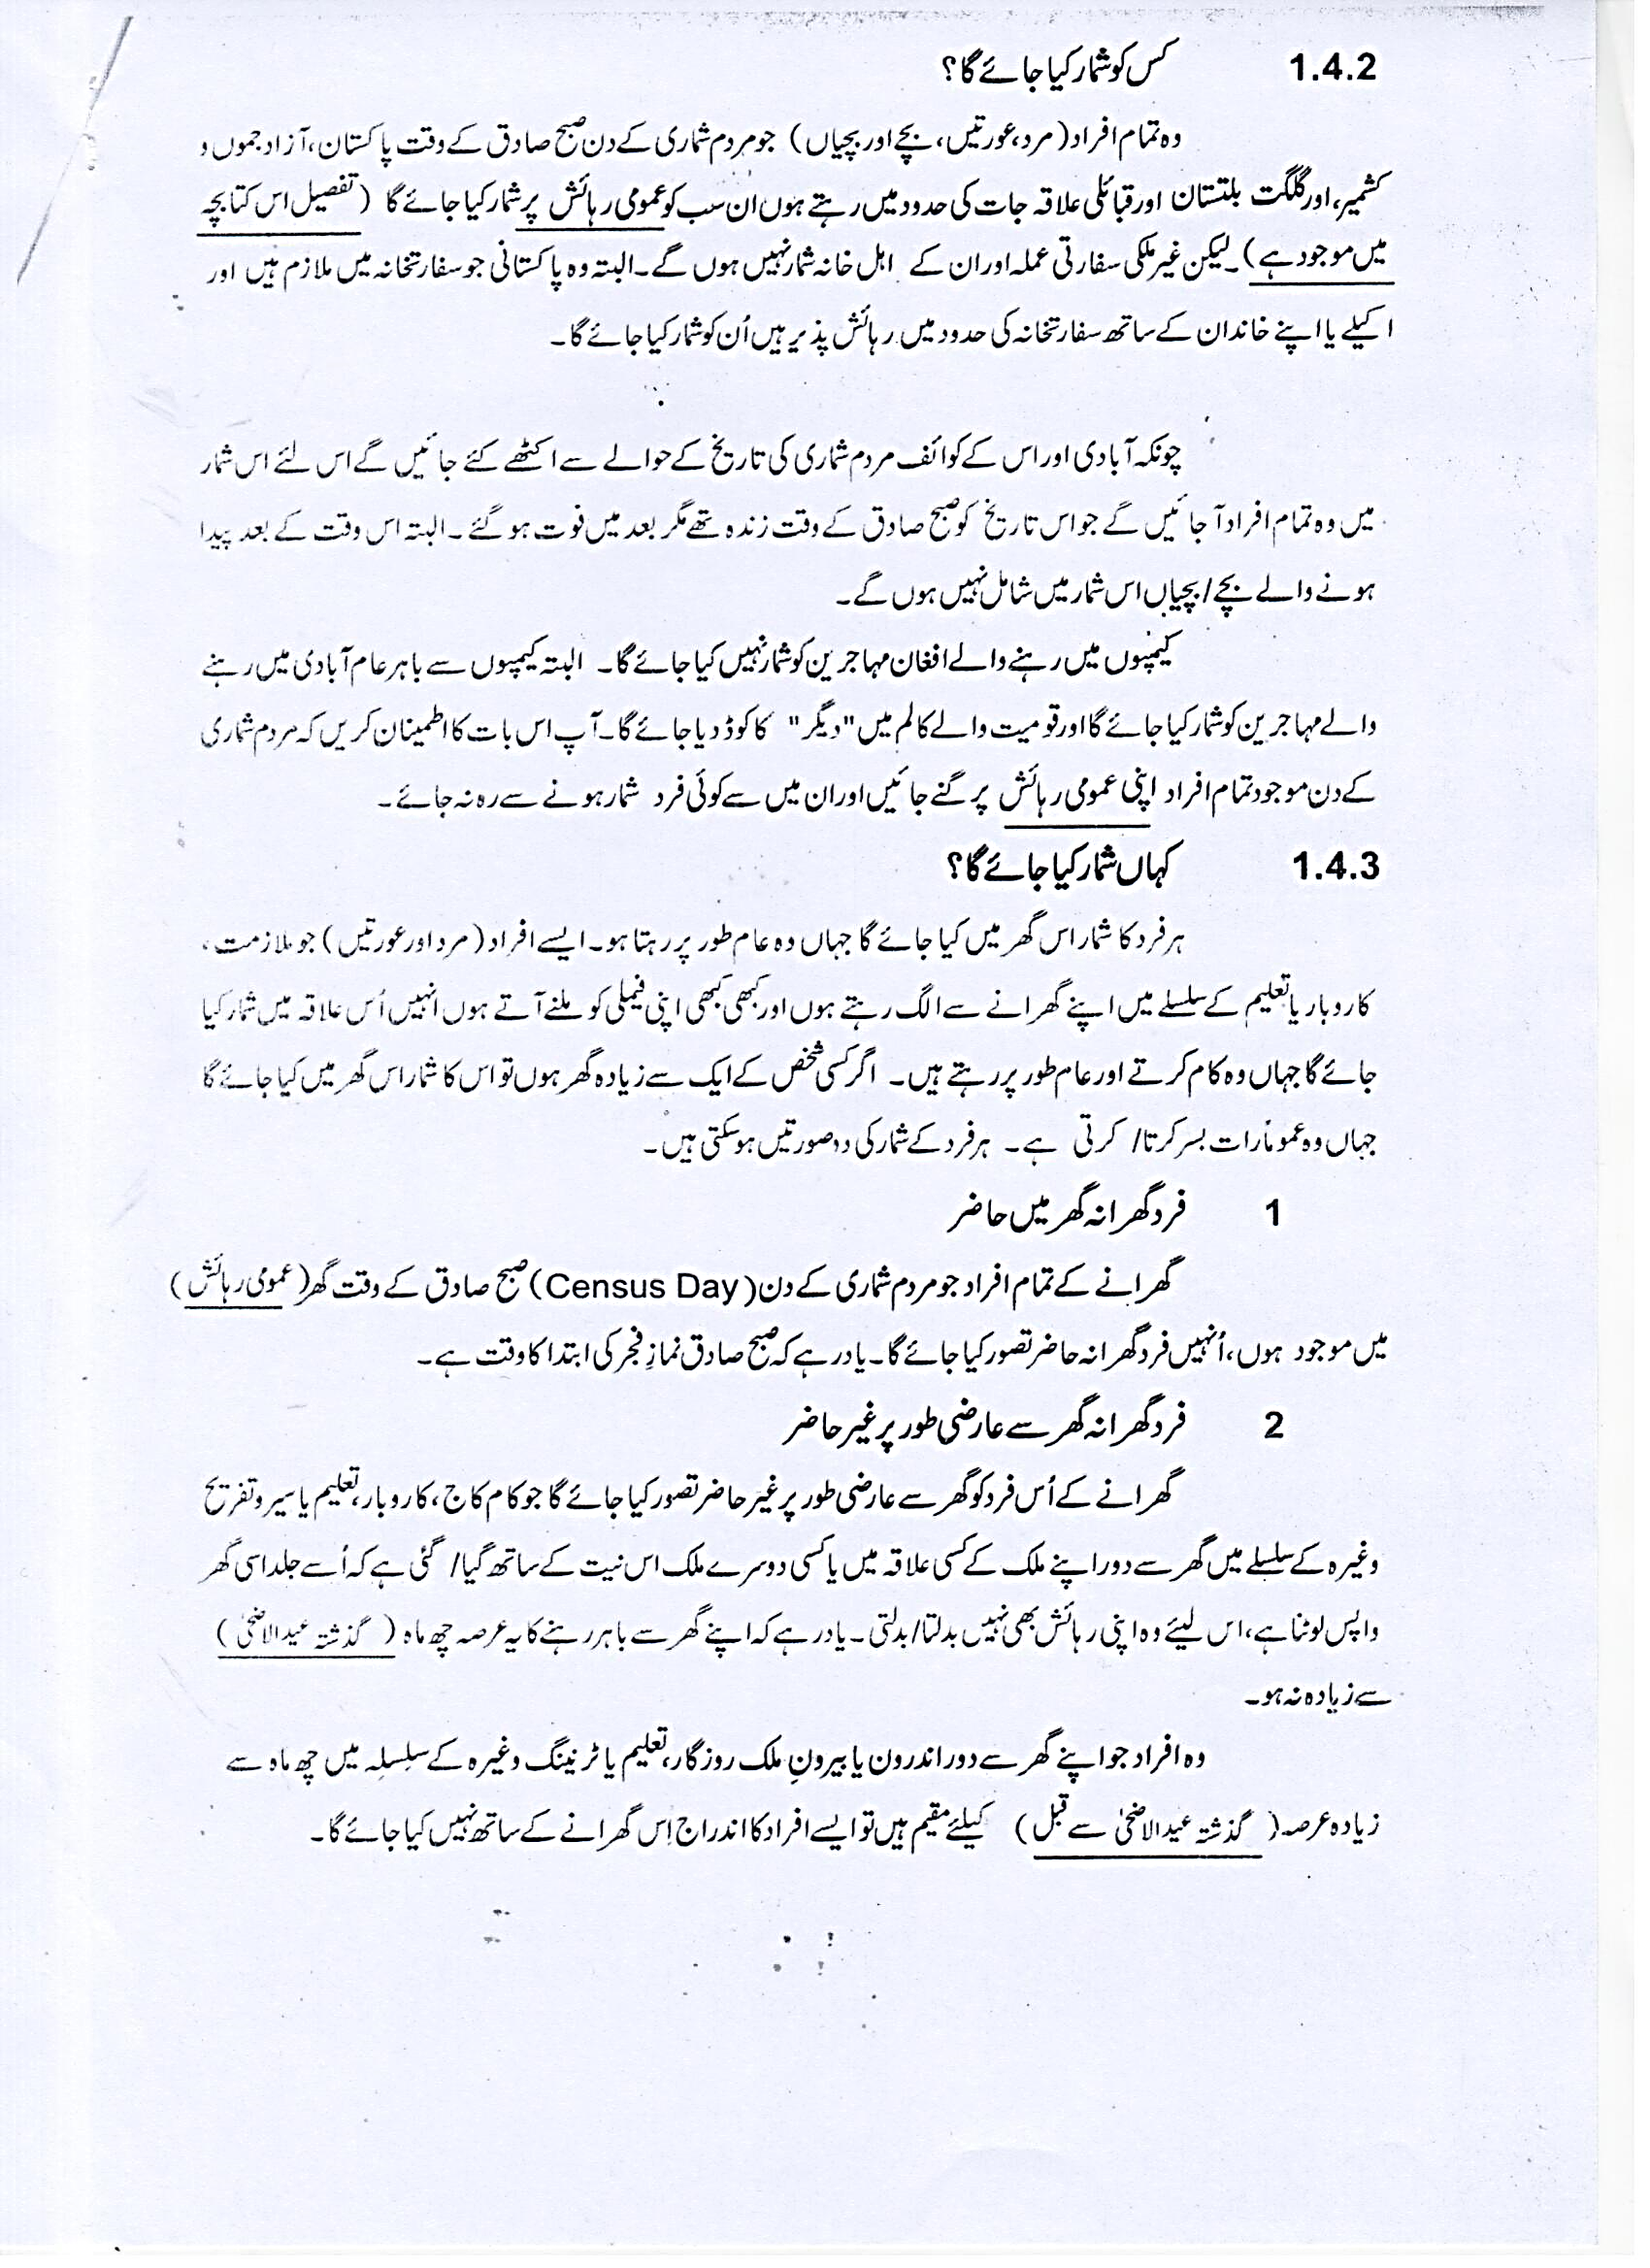 1.4.2 کس کو شمار کیا جائے گا؟
وہ تمام افراد (مرد، عورتیں، بچے اور بچیاں) جو مردم شماری کے دن صبح صادق کے وقت پاکستان، آزاد جموں و
کشمیر، اور گلگت بلتستان اور قبائلی علاقہ جات کی حدود میں رہتے ہوں ان سب کو عمومی رہائش پر شمار کیا جائے گا (تفصیل اس کتابچہ
میں موجود ہے)۔ لیکن غیر ملکی سفارتی عملہ اور ان کے اہل خانہ شمار نہیں ہوں گے۔ البتہ وہ پاکستانی جو سفارتخانہ میں ملازم ہیں اور
اکیلے یا اپنے خاندان کے ساتھ سفارتخانہ کی حدود میں رہائش پذیر ہیں اُن کو شمار کیا جائے گا۔
چونکہ آبادی اور اس کے کوائف مردم شماری کی تاریخ کے حوالے سے اکٹھے کئے جائیں گے اس لئے اس شمار
میں وہ تمام افراد آجائیں گے جو اس تاریخ کو صبح صادق کے وقت زندہ تھے مگر بعد میں فوت ہو گئے۔ البتہ اس وقت کے بعد پیدا
ہونے والے بچے/بچیاں اس شمار میں شامل نہیں ہوں گے۔
کیمپوں میں رہنے والے افغان مہاجرین کو شمار نہیں کیا جائے گا۔ البتہ کیمپوں سے باہر عام آبادی میں رہنے
والے مہاجرین کو شمار کیا جائے گا اور قومیت والے کالم میں "دیگر" کا کوڈ دیا جائے گا۔ آپ اس بات کا اطمینان کریں کہ مردم شماری
کے دن موجود تمام افراد اپنی عمومی رہائش پر گنے جائیں اور ان میں سے کوئی فرد شمار ہونے سے رہ نہ جائے۔
1.4.3 کہاں شمار کیا جائے گا؟
ہر فرد کا شمار اس گھر میں کیا جائے گا جہاں وہ عام طور پر رہتا ہو۔ ایسے افراد (مرد اور عورتیں) جو ملازمت،
کاروبار یا تعلیم کے سلسلے میں اپنے گھرانے سے الگ رہتے ہوں اور کبھی کبھی اپنی فیملی کو ملنے آتے ہوں انہیں اُس علاقہ میں شمار کیا
جائے گا جہاں وہ کام کرتے اور عام طور پر رہتے ہیں۔ اگر کسی شخص کے ایک سے زیادہ گھر ہوں تو اس کا شمار اس گھر میں کیا جائے گا
جہاں وہ عموماً رات بسر کرتا/ کرتی ہے۔ ہر فرد کے شمار کی دو صورتیں ہو سکتی ہیں۔
1 فرد گھرانہ گھر میں حاضر
گھرانے کے تمام افراد جو مردم شماری کے دن (Census Day) صبح صادق کے وقت گھر (عمومی رہائش)
میں موجود ہوں، اُنہیں فرد گھرانہ حاضر تصور کیا جائے گا۔ یاد رہے کہ صبح صادق نمازِ فجر کی ابتدا کا وقت ہے۔
2 فرد گھرانہ گھر سے عارضی طور پر غیر حاضر
گھرانے کے اُس فرد کو گھر سے عارضی طور پر غیر حاضر تصور کیا جائے گا جو کام کاج، کاروبار، تعلیم یا سیر و تفریح
وغیرہ کے سلسلے میں گھر سے دور اپنے ملک کے کسی علاقہ میں یا کسی دوسرے ملک اس نیت کے ساتھ گیا/ گئی ہے کہ اُسے جلد اسی گھر
واپس لوٹنا ہے، اس لیئے وہ اپنی رہائش بھی نہیں بدلتا/بدلتی۔ یاد رہے کہ اپنے گھر سے باہر رہنے کا یہ عرصہ چھ ماہ (گذشتہ عیدالاضحیٰ)
سے زیادہ نہ ہو۔
وہ افراد جو اپنے گھر سے دور اندرون یا بیرونِ ملک روزگار، تعلیم یا ٹریننگ وغیرہ کے سلسلہ میں چھ ماہ سے
زیادہ عرصہ (گذشتہ عیدالاضحیٰ سے قبل) کیلئے مقیم ہیں تو ایسے افراد کا اندراج اِس گھرانے کے ساتھ نہیں کیا جائے گا۔